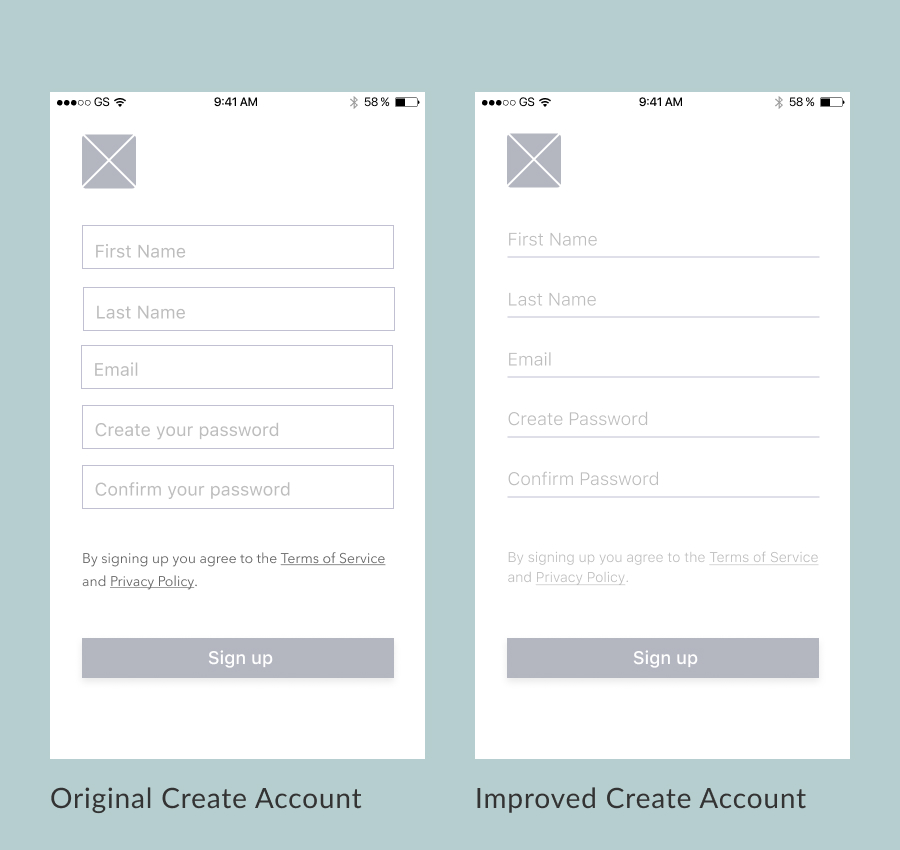 GS 9:41 AM 58 %
First Name
Last Name
Email
Create your password
Confirm your password
By signing up you agree to the Terms of Service
and Privacy Policy.
Sign up
Original Create Account
GS 9:41 AM 58 %
First Name
Last Name
Email
Create Password
Confirm Password
By signing up you agree to the Terms of Service
and Privacy Policy.
Sign up
Improved Create Account